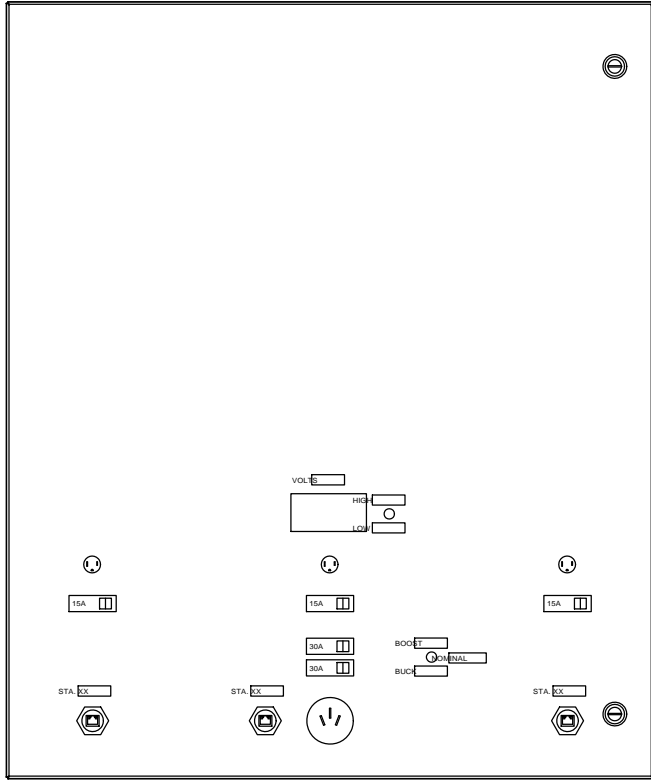 VOLTS
HIGH
LOW
15A 15A 15A
30A
30A
BOOST
NOMINAL
BUCK
STA. XX STA. XX STA. XX